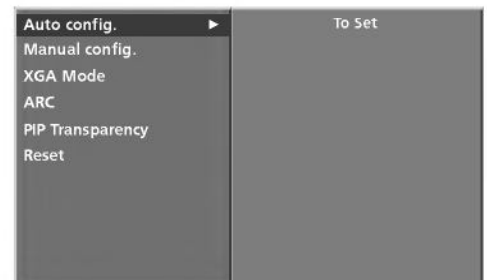 Auto config. ► To Set
Manual config.
XGA Mode
ARC
PIP Transparency
Reset